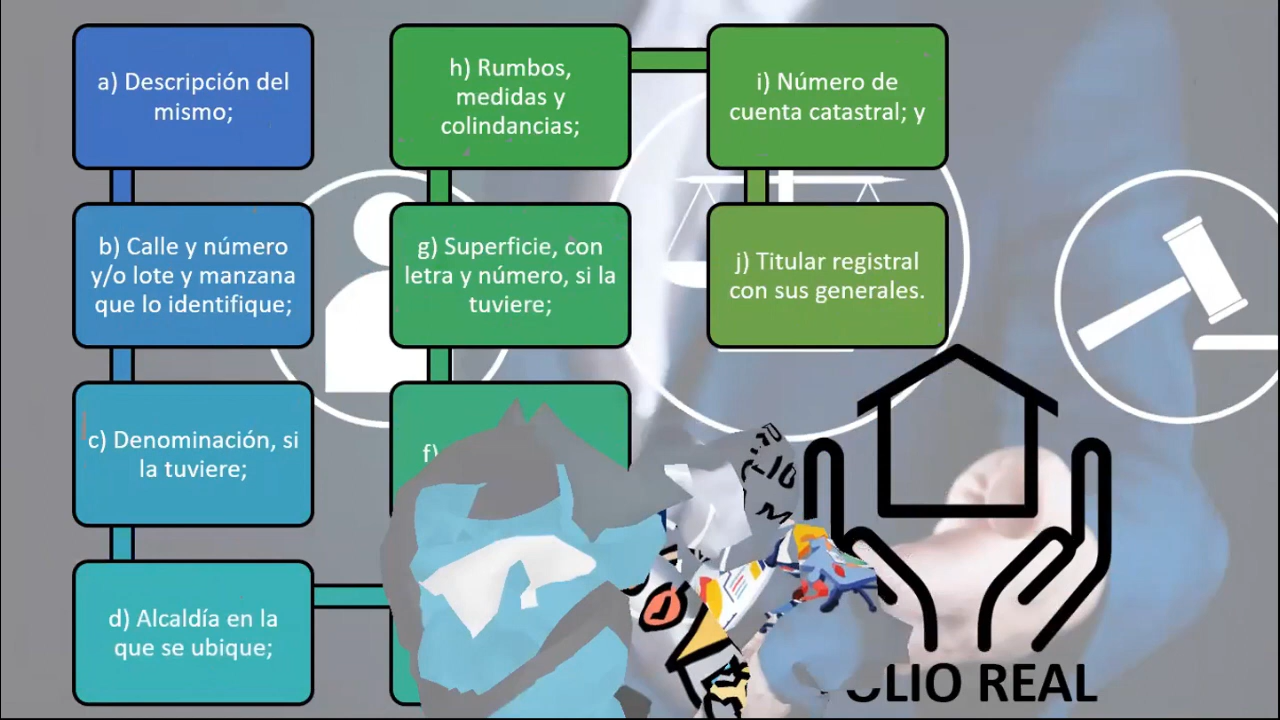 a) Descripción del
mismo;
b) Calle y número
y/o lote y manzana
que lo identifique;
c) Denominación, si
la tuviere;
d) Alcaldía en la
que se ubique;
f)
g) Superficie, con
letra y número, si la
tuviere;
h) Rumbos,
medidas y
colindancias;
i) Número de
cuenta catastral; y
j) Titular registral
con sus generales.
REAL